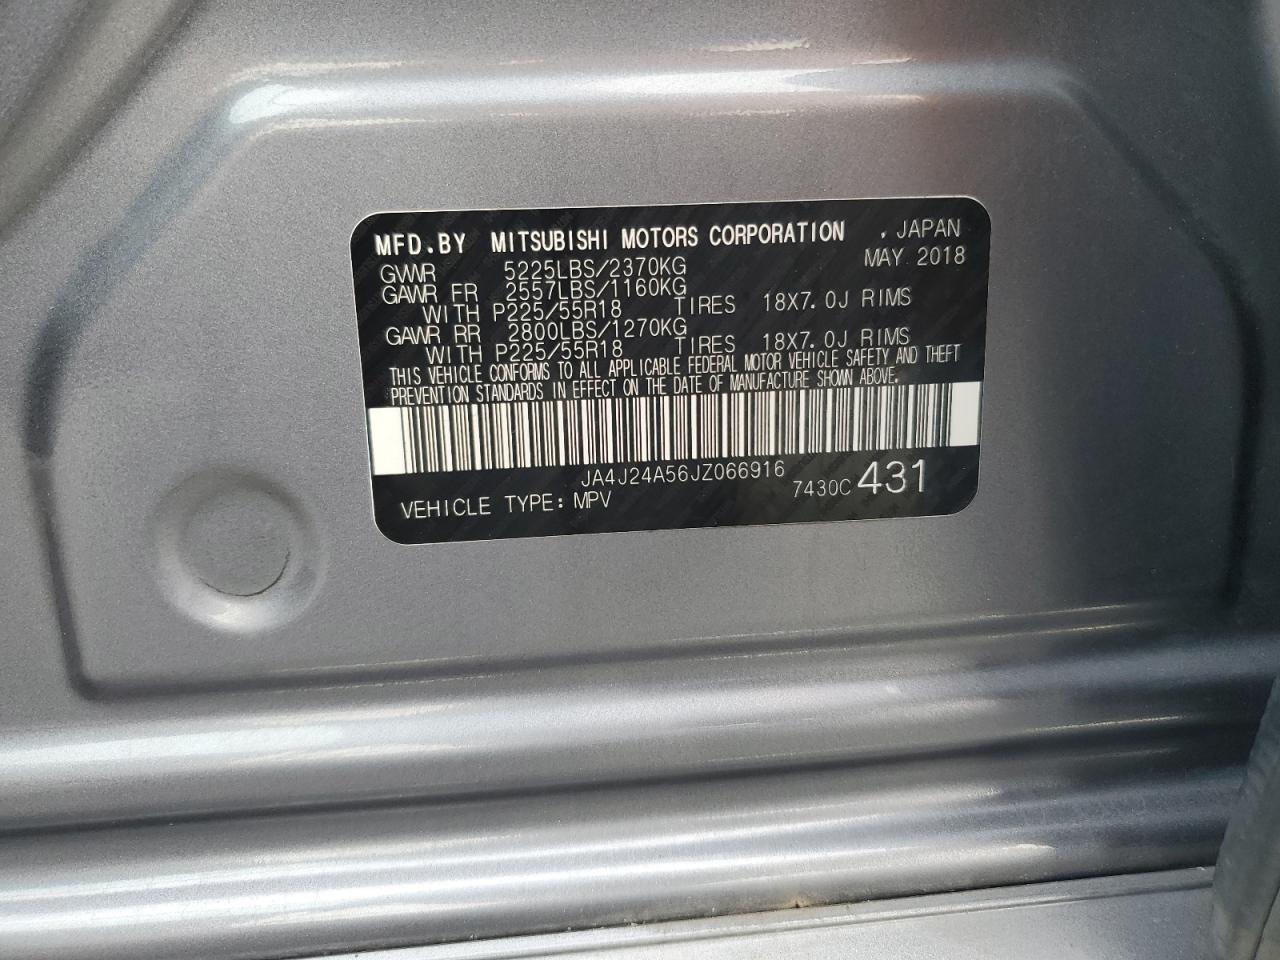 MFD.BY MITSUBISHI MOTORS CORPORATION , JAPAN
GVWR 5225LBS/2370KG MAY 2018
GAWR FR 2557LBS/1160KG
WITH P225/55R18 TIRES 18X7.0J RIMS
GAWR RR 2800LBS/1270KG
WITH P225/55R18 TIRES 18X7.0J RIMS
THIS VEHICLE CONFORMS TO ALL APPLICABLE FEDERAL MOTOR VEHICLE SAFETY AND THEFT
PREVENTION STANDARDS IN EFFECT ON THE DATE OF MANUFACTURE SHOWN ABOVE.
JA4J24A56JZ066916
VEHICLE TYPE: MPV 7430C 431